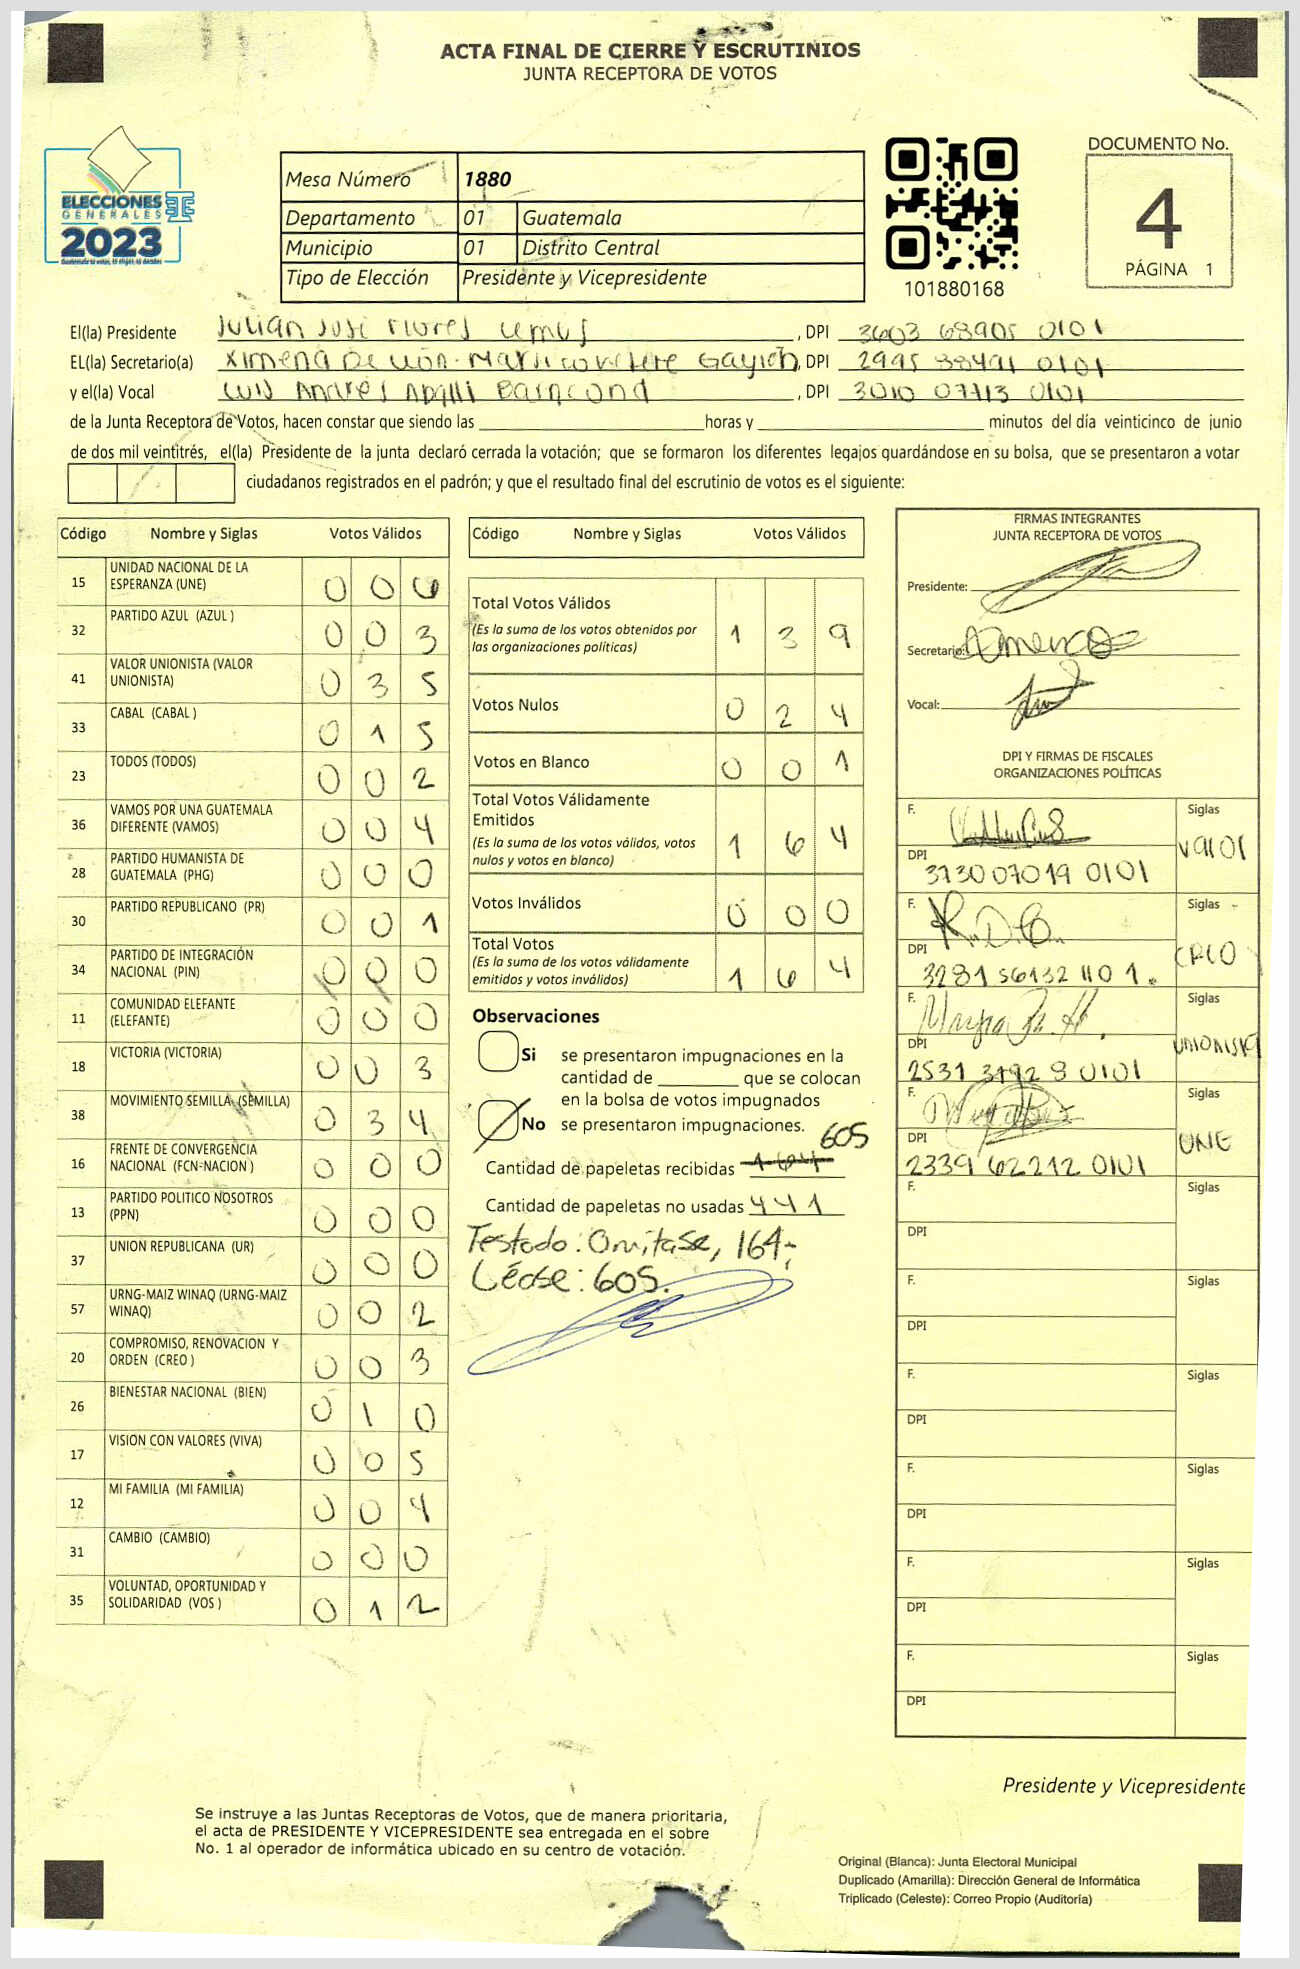 ACTA FINAL DE CIERRE Y ESCRUTINIOS
JUNTA RECEPTORA DE VOTOS
ELECCIONES
GENERALES
2023
Mesa Número 1880
Departamento 01 Guatemala
Municipio 01 Distrito Central
Tipo de Elección Presidente y Vicepresidente
101880168
DOCUMENTO No.
4
PÁGINA 1
El(la) Presidente Julian José Flores Lemus, DPI 3603 68905 0101
EL(la) Secretario(a) Ximena De León, DPI 2995 38491 0101
y el(la) Vocal Luis Andrés, DPI 3010 07713 0101
de la Junta Receptora de Votos, hacen constar que siendo las horas y minutos del día veinticinco de junio
de dos mil veintitrés, el(la) Presidente de la junta declaró cerrada la votación; que se formaron los diferentes legajos guardándose en su bolsa, que se presentaron a votar
ciudadanos registrados en el padrón; y que el resultado final del escrutinio de votos es el siguiente:
Código Nombre y Siglas Votos Válidos
15 UNIDAD NACIONAL DE LA ESPERANZA (UNE) 0 0 6
32 PARTIDO AZUL (AZUL ) 0 0 3
41 VALOR UNIONISTA (VALOR UNIONISTA) 0 3 5
33 CABAL (CABAL ) 0 1 5
23 TODOS (TODOS) 0 0 2
36 VAMOS POR UNA GUATEMALA DIFERENTE (VAMOS) 0 0 4
28 PARTIDO HUMANISTA DE GUATEMALA (PHG) 0 0 0
30 PARTIDO REPUBLICANO (PR) 0 0 1
34 PARTIDO DE INTEGRACIÓN NACIONAL (PIN) 0 0 0
11 COMUNIDAD ELEFANTE (ELEFANTE) 0 0 0
18 VICTORIA (VICTORIA) 0 0 3
38 MOVIMIENTO SEMILLA (SEMILLA) 0 3 4
16 FRENTE DE CONVERGENCIA NACIONAL (FCN-NACION ) 0 0 0
13 PARTIDO POLITICO NOSOTROS (PPN) 0 0 0
37 UNION REPUBLICANA (UR) 0 0 0
57 URNG-MAIZ WINAQ (URNG-MAIZ WINAQ) 0 0 2
20 COMPROMISO, RENOVACION Y ORDEN (CREO ) 0 0 3
26 BIENESTAR NACIONAL (BIEN) 0 1 0
17 VISION CON VALORES (VIVA) 0 0 5
12 MI FAMILIA (MI FAMILIA) 0 0 4
31 CAMBIO (CAMBIO) 0 0 0
35 VOLUNTAD, OPORTUNIDAD Y SOLIDARIDAD (VOS ) 0 1 2
Código Nombre y Siglas Votos Válidos
Total Votos Válidos 1 3 9
(Es la suma de los votos obtenidos por
las organizaciones políticas)
Votos Nulos 0 2 4
Votos en Blanco 0 0 1
Total Votos Válidamente
Emitidos 1 6 4
(Es la suma de los votos válidos, votos
nulos y votos en blanco)
Votos Inválidos 0 0 0
Total Votos 1 6 4
(Es la suma de los votos válidamente
emitidos y votos inválidos)
Observaciones
Si se presentaron impugnaciones en la
cantidad de que se colocan
en la bolsa de votos impugnados
No se presentaron impugnaciones.
605
Cantidad de papeletas recibidas 164
Cantidad de papeletas no usadas 441
Testado: Omítase, 164;
Léase: 605.
FIRMAS INTEGRANTES
JUNTA RECEPTORA DE VOTOS
Presidente:
Secretario:
Vocal:
DPI Y FIRMAS DE FISCALES
ORGANIZACIONES POLÍTICAS
F. Siglas
Valor
DPI
3730 07019 0101
F. Siglas
CREO
DPI
3281 56132 1101.
F. Siglas
UNIONISTA
DPI
2531 3792 8 0101
F. Siglas
UNE
DPI
2339 62212 0101
F. Siglas
DPI
F. Siglas
DPI
F. Siglas
DPI
F. Siglas
DPI
F. Siglas
DPI
F. Siglas
DPI
Presidente y Vicepresidente
Se instruye a las Juntas Receptoras de Votos, que de manera prioritaria,
el acta de PRESIDENTE Y VICEPRESIDENTE sea entregada en el sobre
No. 1 al operador de informática ubicado en su centro de votación.
Original (Blanca): Junta Electoral Municipal
Duplicado (Amarilla): Dirección General de Informática
Triplicado (Celeste): Correo Propio (Auditoría)